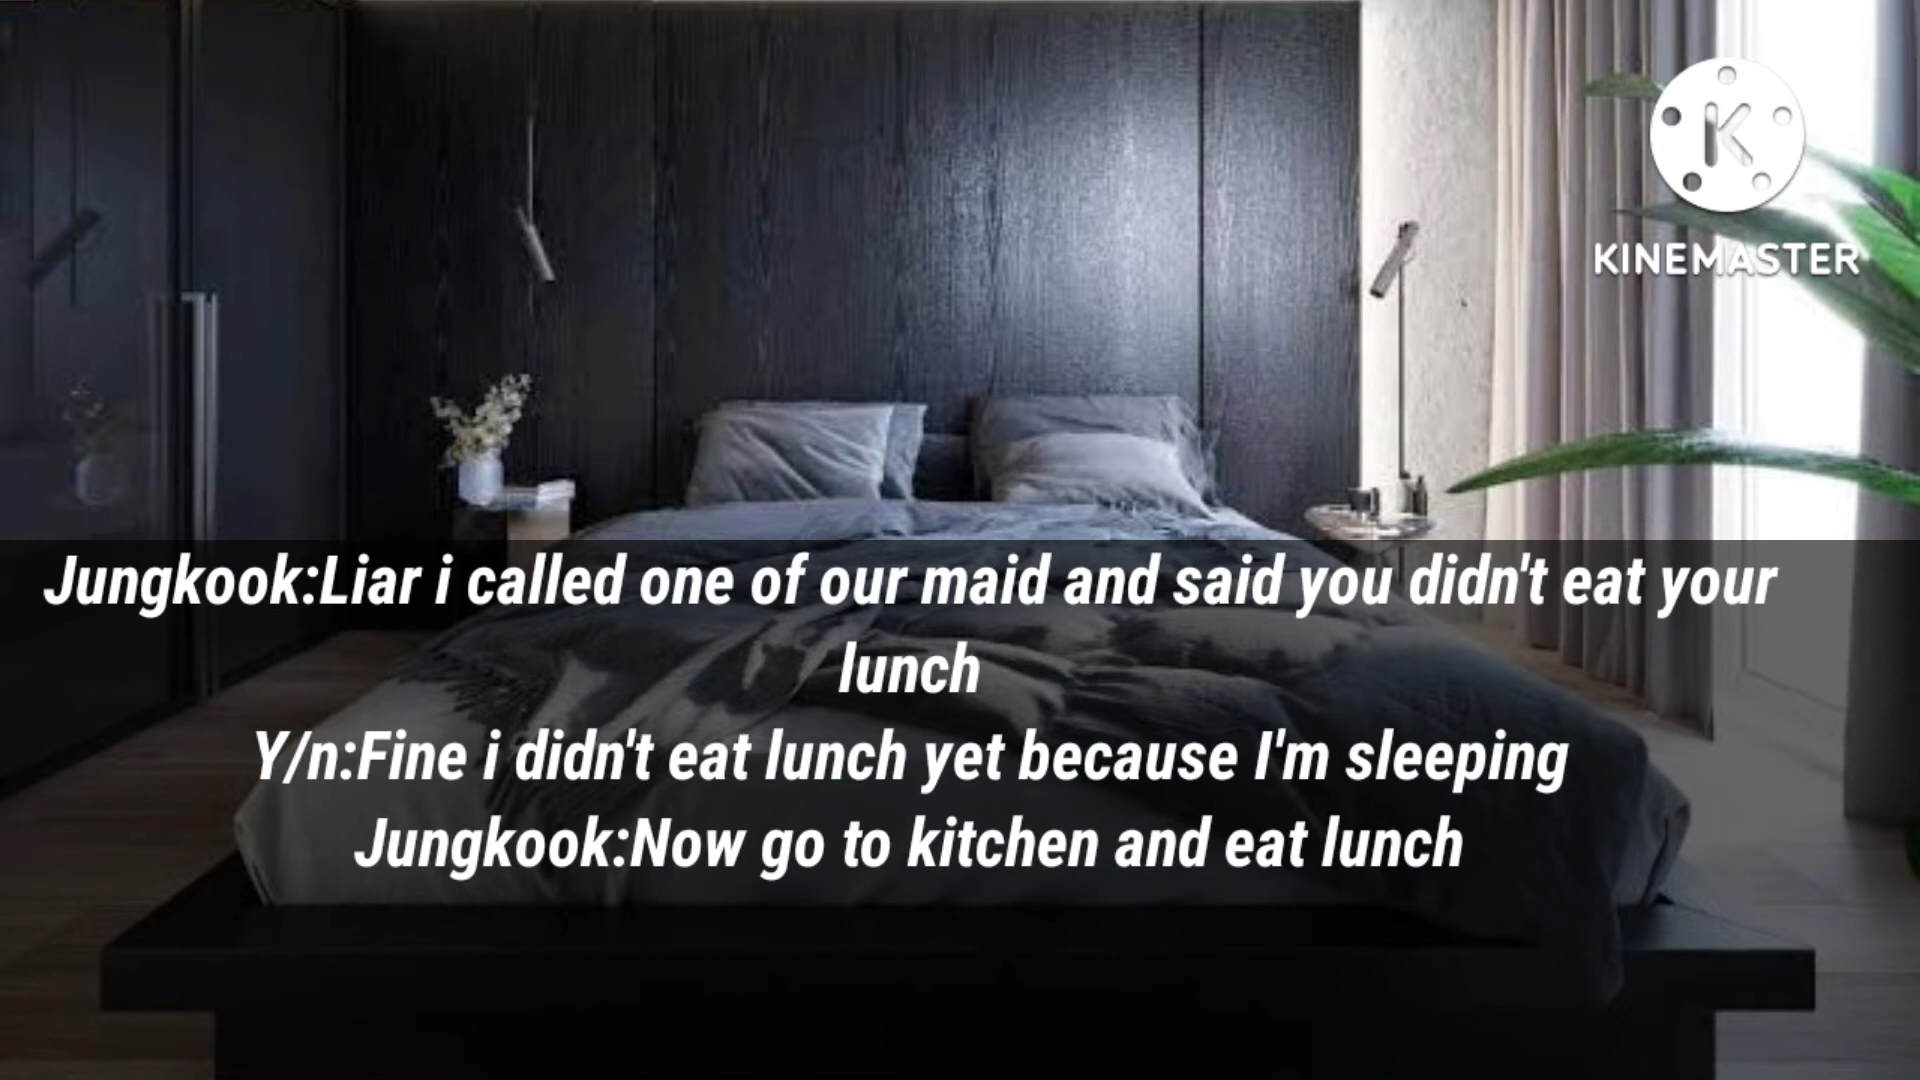 KINEMASTER
Jungkook:Liar i called one of our maid and said you didn't eat your
lunch
Y/n:Fine i didn't eat lunch yet because I'm sleeping
Jungkook:Now go to kitchen and eat lunch